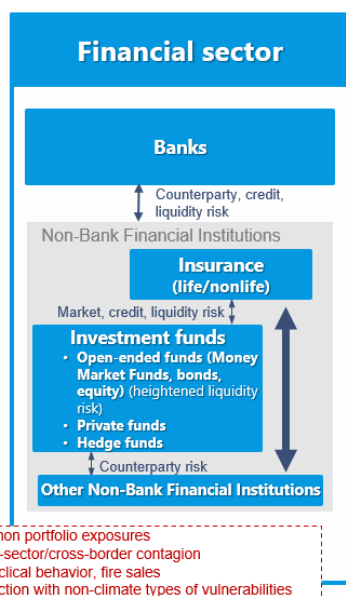 Financial sector
Banks
Counterparty, credit,
liquidity risk
Non-Bank Financial Institutions
Insurance
(life/nonlife)
Market, credit, liquidity risk
Investment funds
• Open-ended funds (Money
Market Funds, bonds,
equity) (heightened liquidity
risk)
• Private funds
• Hedge funds
Counterparty risk
Other Non-Bank Financial Institutions
portfolio exposures
-sector/cross-border contagion
behavior, fire sales
with non-climate types of vulnerabilities